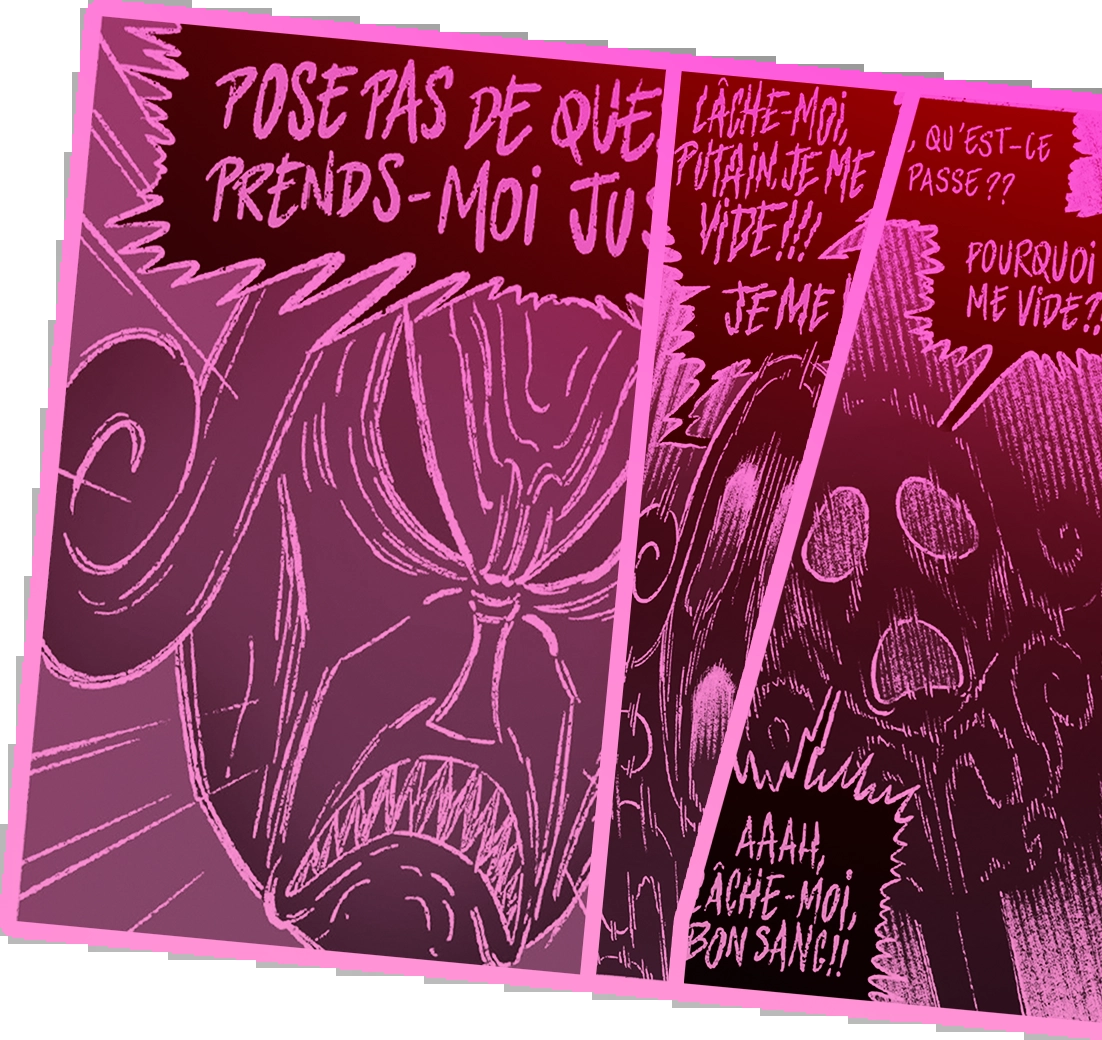 POSE PAS DE QUE
PRENDS-MOI JUS
LÂCHE-MOI,
PUTAIN. JE ME
VIDE!!!
JE ME
, QU'EST-CE
PASSE??
POURQUOI
ME VIDE?!
AAAH,
LÂCHE-MOI,
BON SANG!!